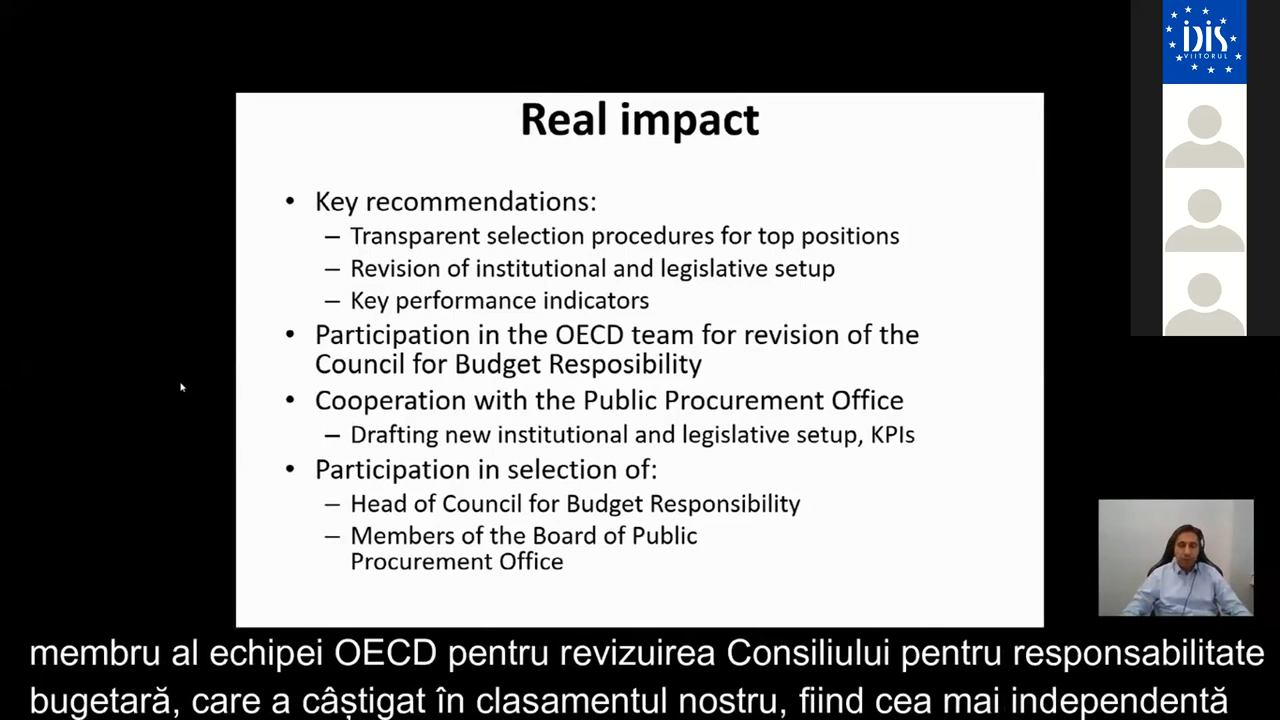 Real impact
• Key recommendations:
– Transparent selection procedures for top positions
– Revision of institutional and legislative setup
– Key performance indicators
• Participation in the OECD team for revision of the
Council for Budget Resposibility
• Cooperation with the Public Procurement Office
– Drafting new institutional and legislative setup, KPIs
• Participation in selection of:
– Head of Council for Budget Responsibility
– Members of the Board of Public
Procurement Office
IDIS
VIITORUL
membru al echipei OECD pentru revizuirea Consiliului pentru responsabilitate
bugetară, care a câștigat în clasamentul nostru, fiind cea mai independentă